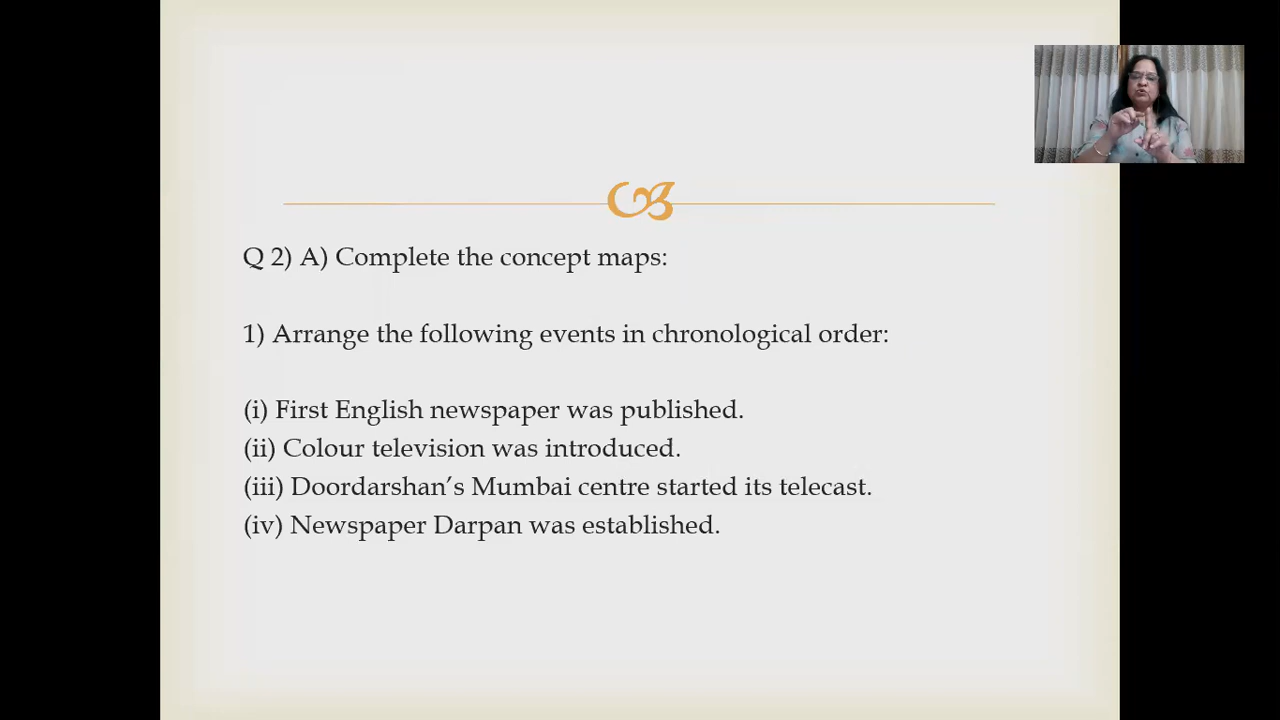 Q 2) A) Complete the concept maps:
1) Arrange the following events in chronological order:
(i) First English newspaper was published.
(ii) Colour television was introduced.
(iii) Doordarshan’s Mumbai centre started its telecast.
(iv) Newspaper Darpan was established.